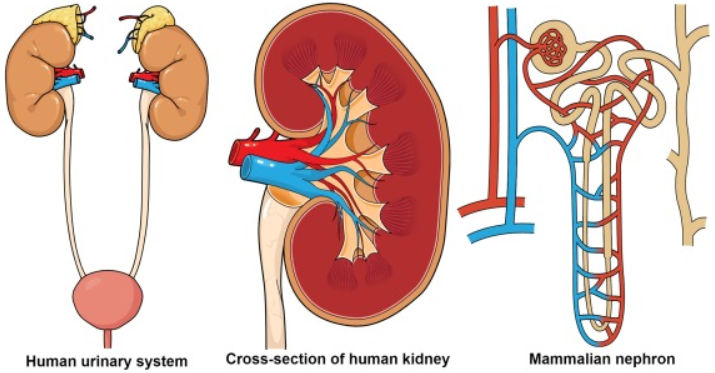 Human urinary system
Cross-section of human kidney
Mammalian nephron